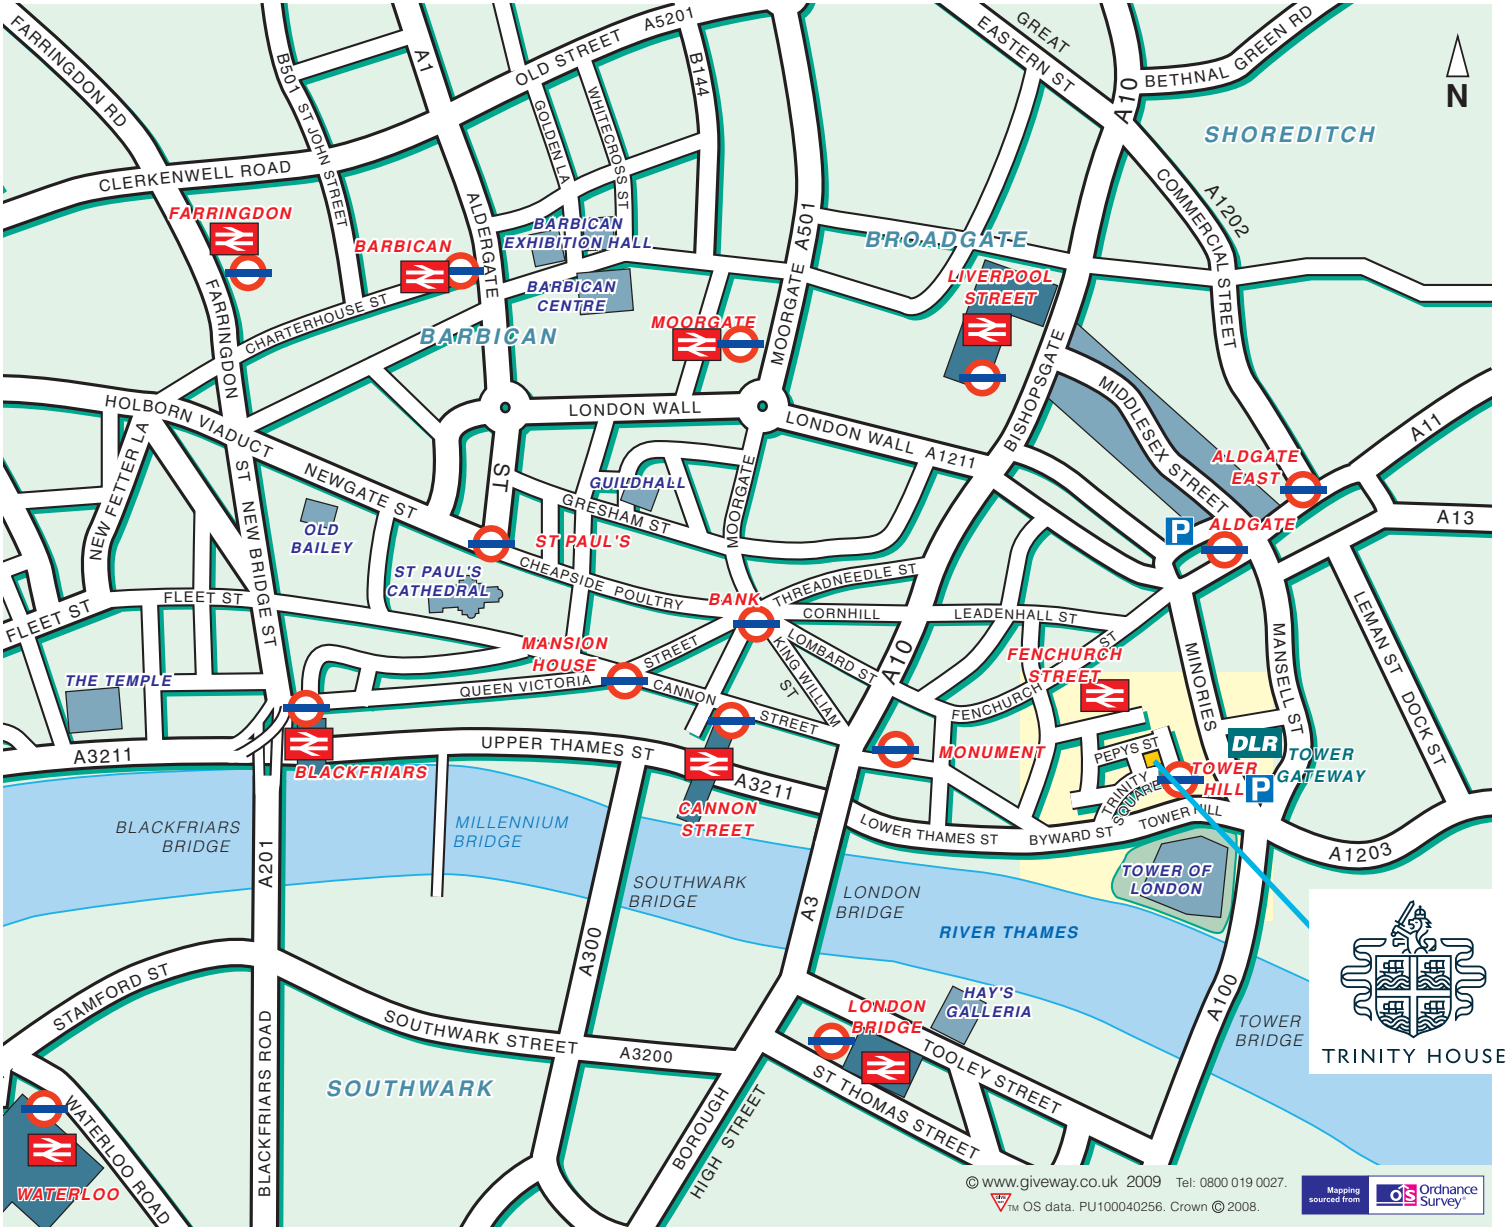 FARRINGDON RD
B501
ST JOHN STREET
A1
OLD STREET
A5201
B144
GOLDEN LA
WHITECROSS ST
GREAT
EASTERN ST
A10
BETHNAL GREEN RD
N
SHOREDITCH
CLERKENWELL ROAD
FARRINGDON
BARBICAN
ALDERGATE
ST
BARBICAN
EXHIBITION HALL
BARBICAN
CENTRE
A501
MOORGATE
BROADGATE
LIVERPOOL
STREET
COMMERCIAL STREET
A1202
FARRINGDON
ST
CHARTERHOUSE ST
BARBICAN
MOORGATE
BISHOPSGATE
MIDDLESEX STREET
HOLBORN VIADUCT
LONDON WALL
LONDON WALL
A1211
ALDGATE
EAST
A11
A13
NEW FETTER LA
NEWGATE ST
OLD
BAILEY
GUILDHALL
GRESHAM ST
MOORGATE
P
ALDGATE
NEW BRIDGE ST
ST PAUL'S
ST PAUL'S
CATHEDRAL
CHEAPSIDE
POULTRY
BANK
THREADNEEDLE ST
CORNHILL
LEADENHALL ST
FLEET ST
FLEET ST
MANSION
HOUSE
STREET
LOMBARD ST
KING WILLIAM
ST
A10
FENCHURCH
STREET
FENCHURCH
ST
MINORIES
MANSELL ST
LEMAN ST
DOCK ST
THE TEMPLE
QUEEN VICTORIA
CANNON
STREET
A3211
BLACKFRIARS
UPPER THAMES ST
A3211
CANNON
STREET
MONUMENT
PEPYS ST
TRINITY
SQUARE
DLR
TOWER
GATEWAY
TOWER
HILL
P
LOWER THAMES ST
BYWARD ST
TOWER HILL
A1203
BLACKFRIARS
BRIDGE
A201
MILLENNIUM
BRIDGE
SOUTHWARK
BRIDGE
A3
LONDON
BRIDGE
RIVER THAMES
TOWER OF
LONDON
A300
A100
TOWER
BRIDGE
STAMFORD ST
SOUTHWARK STREET
A3200
LONDON
BRIDGE
HAY'S
GALLERIA
TOOLEY STREET
ST THOMAS STREET
BLACKFRIARS ROAD
SOUTHWARK
BOROUGH
HIGH STREET
WATERLOO ROAD
WATERLOO
TRINITY HOUSE
© www.giveway.co.uk 2009 Tel: 0800 019 0027.
TM OS data. PU100040256. Crown © 2008.
Mapping
sourced from
OS Ordnance
Survey®